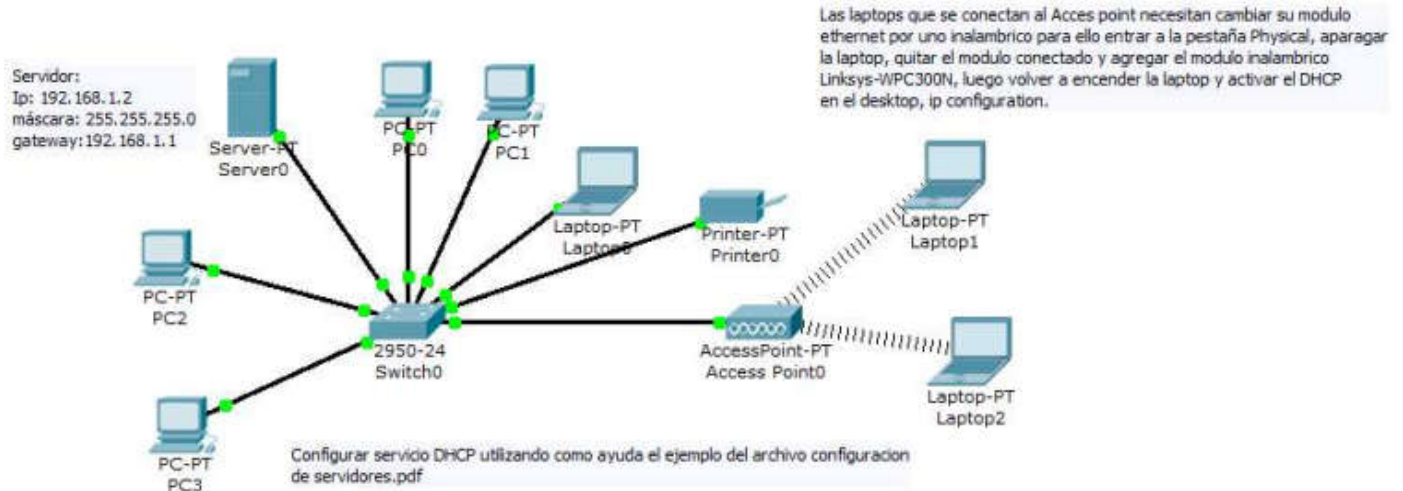 Las laptops que se conectan al Acces point necesitan cambiar su modulo
ethernet por uno inalambrico para ello entrar a la pestaña Physical, aparagar
la laptop, quitar el modulo conectado y agregar el modulo inalambrico
Linksys-WPC300N, luego volver a encender la laptop y activar el DHCP
en el desktop, ip configuration.
Servidor:
Ip: 192.168.1.2
máscara: 255.255.255.0
gateway:192.168.1.1
Server-PT
Server0
PC-PT
PC0
PC-PT
PC1
Laptop-PT
Laptop0
Printer-PT
Printer0
Laptop-PT
Laptop1
PC-PT
PC2
2950-24
Switch0
AccessPoint-PT
Access Point0
Laptop-PT
Laptop2
PC-PT
PC3
Configurar servicio DHCP utilizando como ayuda el ejemplo del archivo configuracion
de servidores.pdf